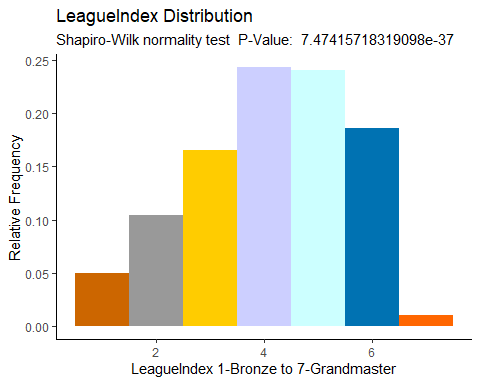 LeagueIndex Distribution
Shapiro-Wilk normality test  P-Value:  7.47415718319098e-37
Relative Frequency
0.25
0.20
0.15
0.10
0.05
0.00
2 4 6
LeagueIndex 1-Bronze to 7-Grandmaster